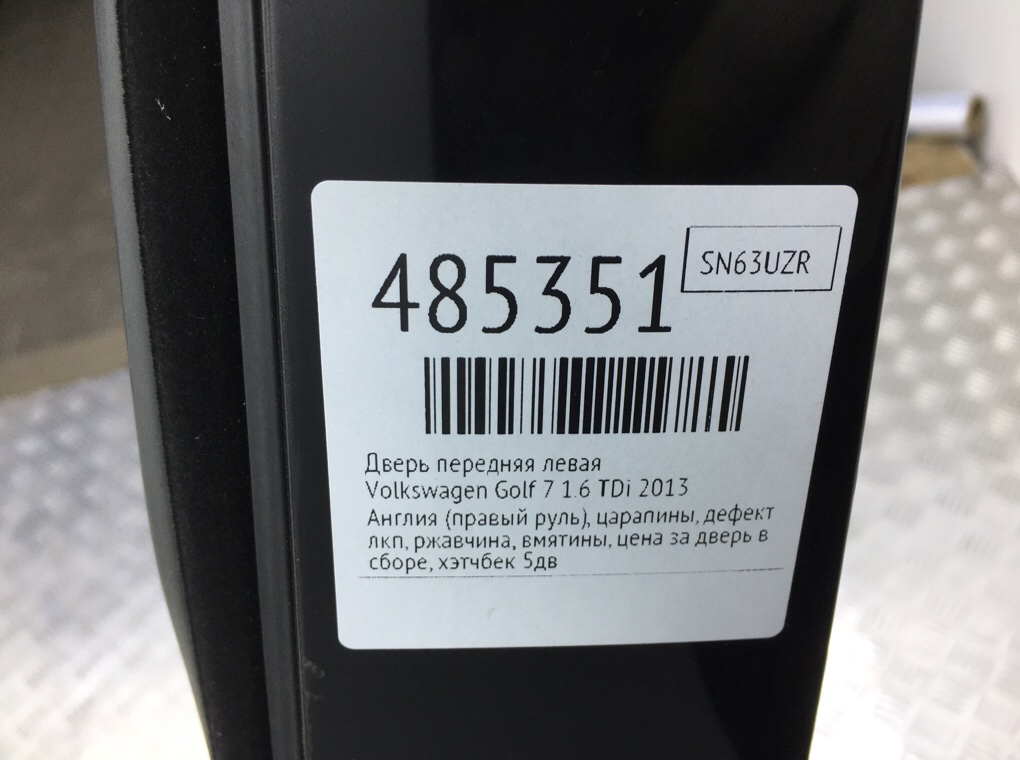 485351
SN63UZR
Дверь передняя левая
Volkswagen Golf 7 1.6 TDi 2013
Англия (правый руль), царапины, дефект
лкп, ржавчина, вмятины, цена за дверь в
сборе, хэтчбек 5дв